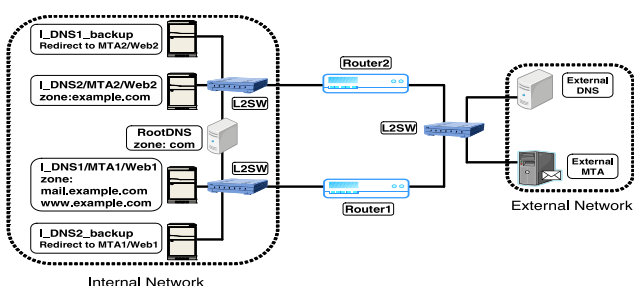 I_DNS1_backup
Redirect to MTA2/Web2
I_DNS2/MTA2/Web2
zone:example.com
L2SW
RootDNS
zone: com
L2SW
I_DNS1/MTA1/Web1
zone:
mail.example.com
www.example.com
I_DNS2_backup
Redirect to MTA1/Web1
Internal Network
Router2
L2SW
Router1
External
DNS
External
MTA
External Network